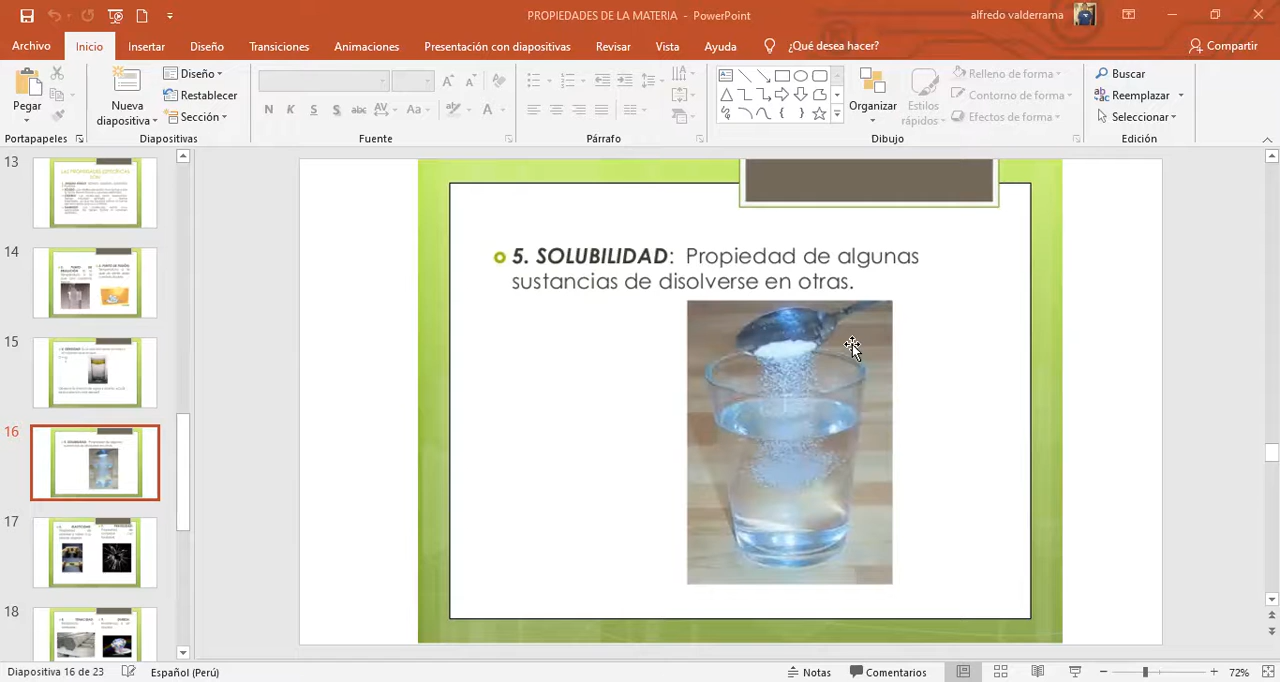 PROPIEDADES DE LA MATERIA - PowerPoint
alfredo valderrama
Archivo Inicio Insertar Diseño Transiciones Animaciones Presentación con diapositivas Revisar Vista Ayuda ¿Qué desea hacer? Compartir
Pegar
Nueva diapositiva
Diseño
Restablecer
Sección
N K S S abc AV Aa A
Organizar
Estilos rápidos
Relleno de forma
Contorno de forma
Efectos de forma
Buscar
Reemplazar
Seleccionar
Portapapeles Diapositivas Fuente Párrafo Dibujo Edición
13
14
15
16
17
18
5. SOLUBILIDAD: Propiedad de algunas
sustancias de disolverse en otras.
Diapositiva 16 de 23 Español (Perú) Notas Comentarios 72%